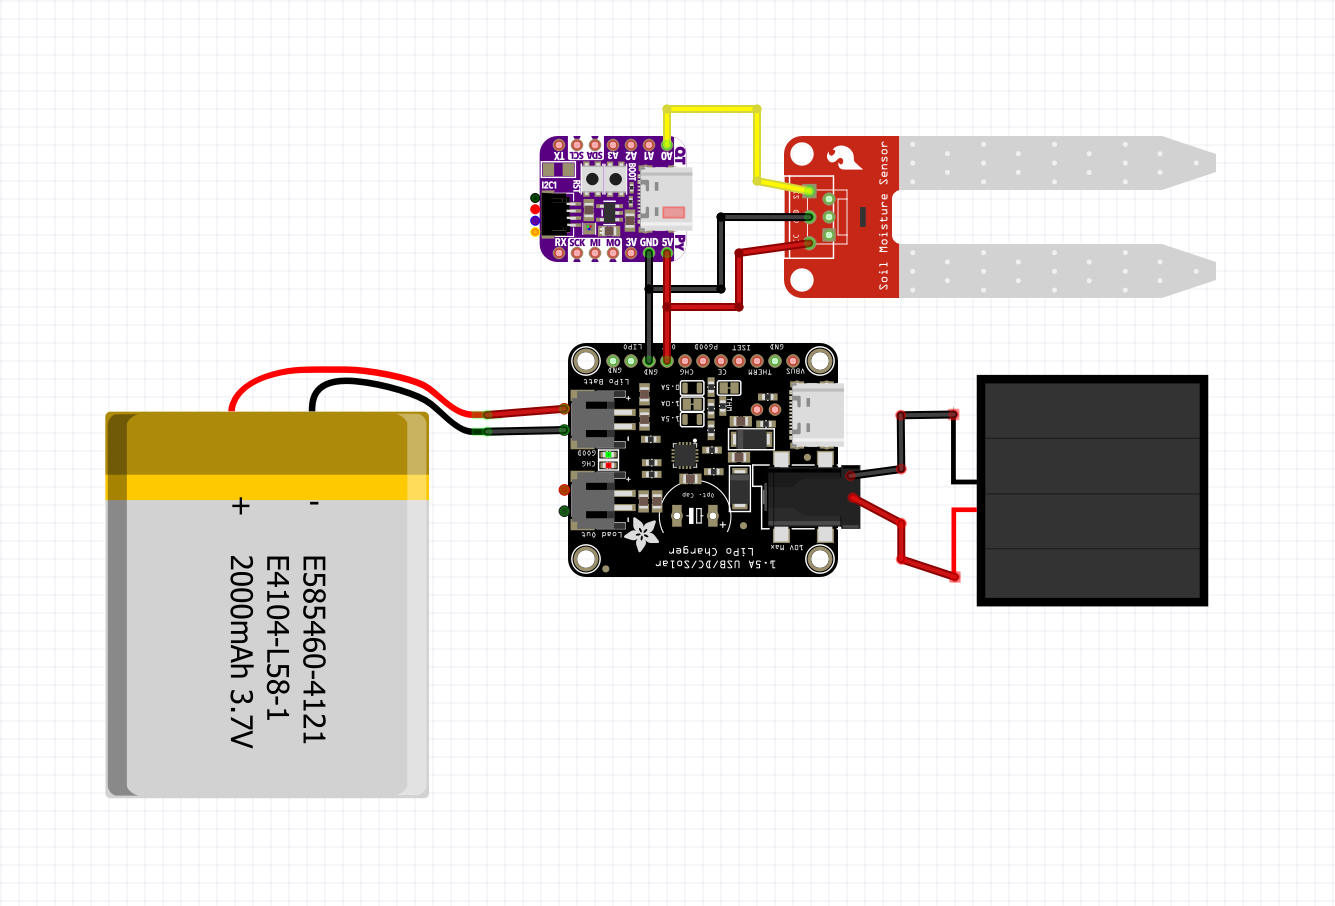 TX SCL SDA A3 A2 A1 A0
QT
BOOT
I2C1
RST
RX SCK MI MO 3V GND 5V
PY
Soil Moisture Sensor
LIPO
PGOOD
ISET
GND
GND
GND
CHG
CE
THERM
VBUS
LiPo Batt
0.5A
1.0A
1.5A
THM
GOOD
CHG
Load Out
Opt. Cap
+
10V Max
LiPo Charger
1.5A USB/DC/Solar
+ -
E585460-4121
E4104-L58-1
2000mAh 3.7V